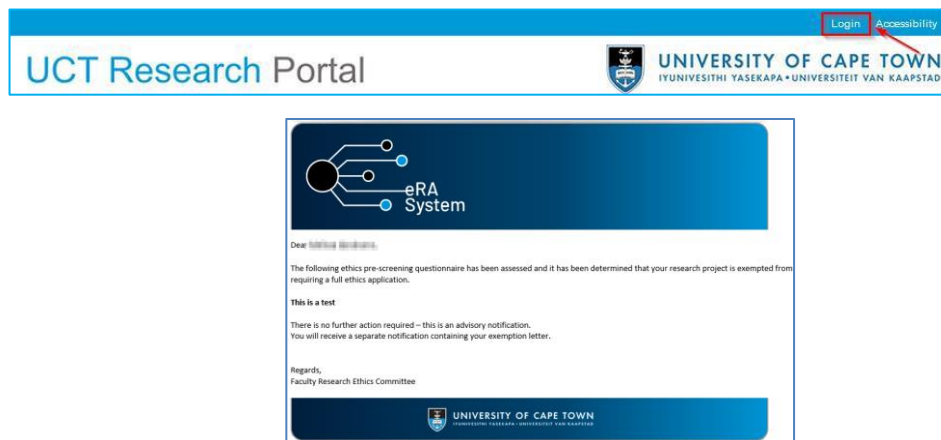 Login Accessibility
UCT Research Portal
UNIVERSITY OF CAPE TOWN
IYUNIVESITHI YASEKAPA • UNIVERSITEIT VAN KAAPSTAD
eRA
System
Dear
The following ethics pre-screening questionnaire has been assessed and it has been determined that your research project is exempted from
requiring a full ethics application.
This is a test
There is no further action required – this is an advisory notification.
You will receive a separate notification containing your exemption letter.
Regards,
Faculty Research Ethics Committee
UNIVERSITY OF CAPE TOWN
IYUNIVESITHI YASEKAPA • UNIVERSITEIT VAN KAAPSTAD